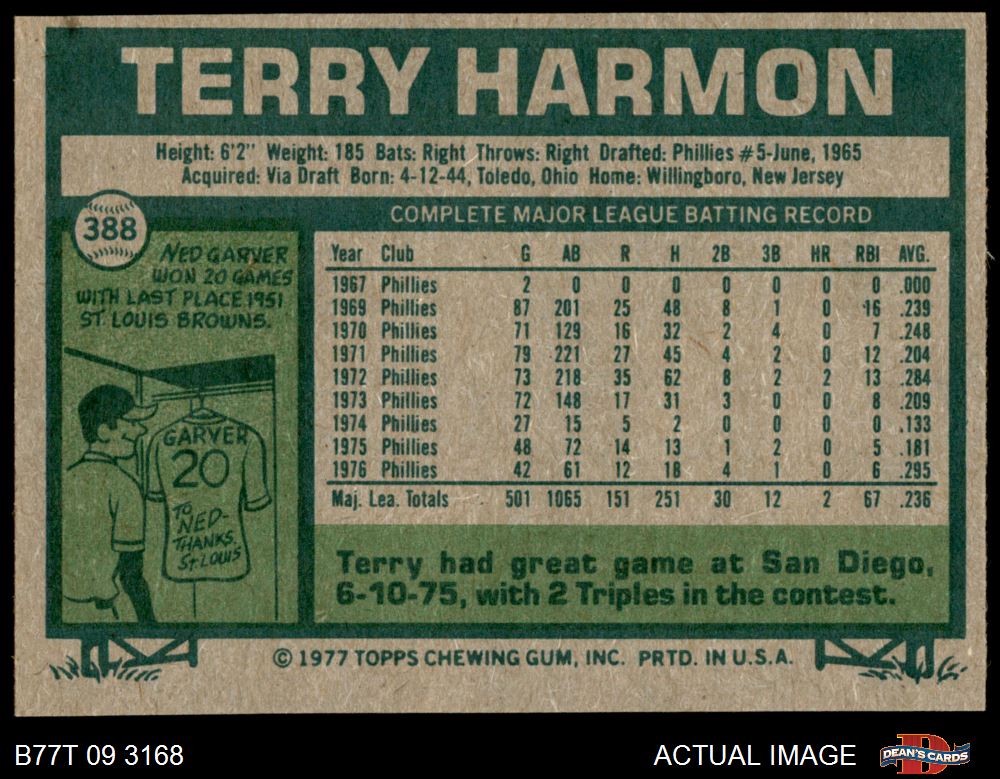 TERRY HARMON
Height: 6'2" Weight: 185 Bats: Right Throws: Right Drafted: Phillies #5-June, 1965
Acquired: Via Draft Born: 4-12-44, Toledo, Ohio Home: Willingboro, New Jersey
388
NED GARVER
WON 20 GAMES
WITH LAST PLACE 1951
ST. LOUIS BROWNS.
GARVER
20
TO
NED-
THANKS,
ST. LOUIS
COMPLETE MAJOR LEAGUE BATTING RECORD
Year Club G AB R H 2B 3B HR RBI AVG.
1967 Phillies 2 0 0 0 0 0 0 0 .000
1969 Phillies 87 201 25 48 8 1 0 16 .239
1970 Phillies 71 129 16 32 2 4 0 7 .248
1971 Phillies 79 221 27 45 4 2 0 12 .204
1972 Phillies 73 218 35 62 8 2 2 13 .284
1973 Phillies 72 148 17 31 3 0 0 8 .209
1974 Phillies 27 15 5 2 0 0 0 0 .133
1975 Phillies 48 72 14 13 1 2 0 5 .181
1976 Phillies 42 61 12 18 4 1 0 6 .295
Maj. Lea. Totals 501 1065 151 251 30 12 2 67 .236
Terry had great game at San Diego,
6-10-75, with 2 Triples in the contest.
© 1977 TOPPS CHEWING GUM, INC. PRTD. IN U.S.A.
B77T 09 3168
ACTUAL IMAGE
D
DEAN'S CARDS